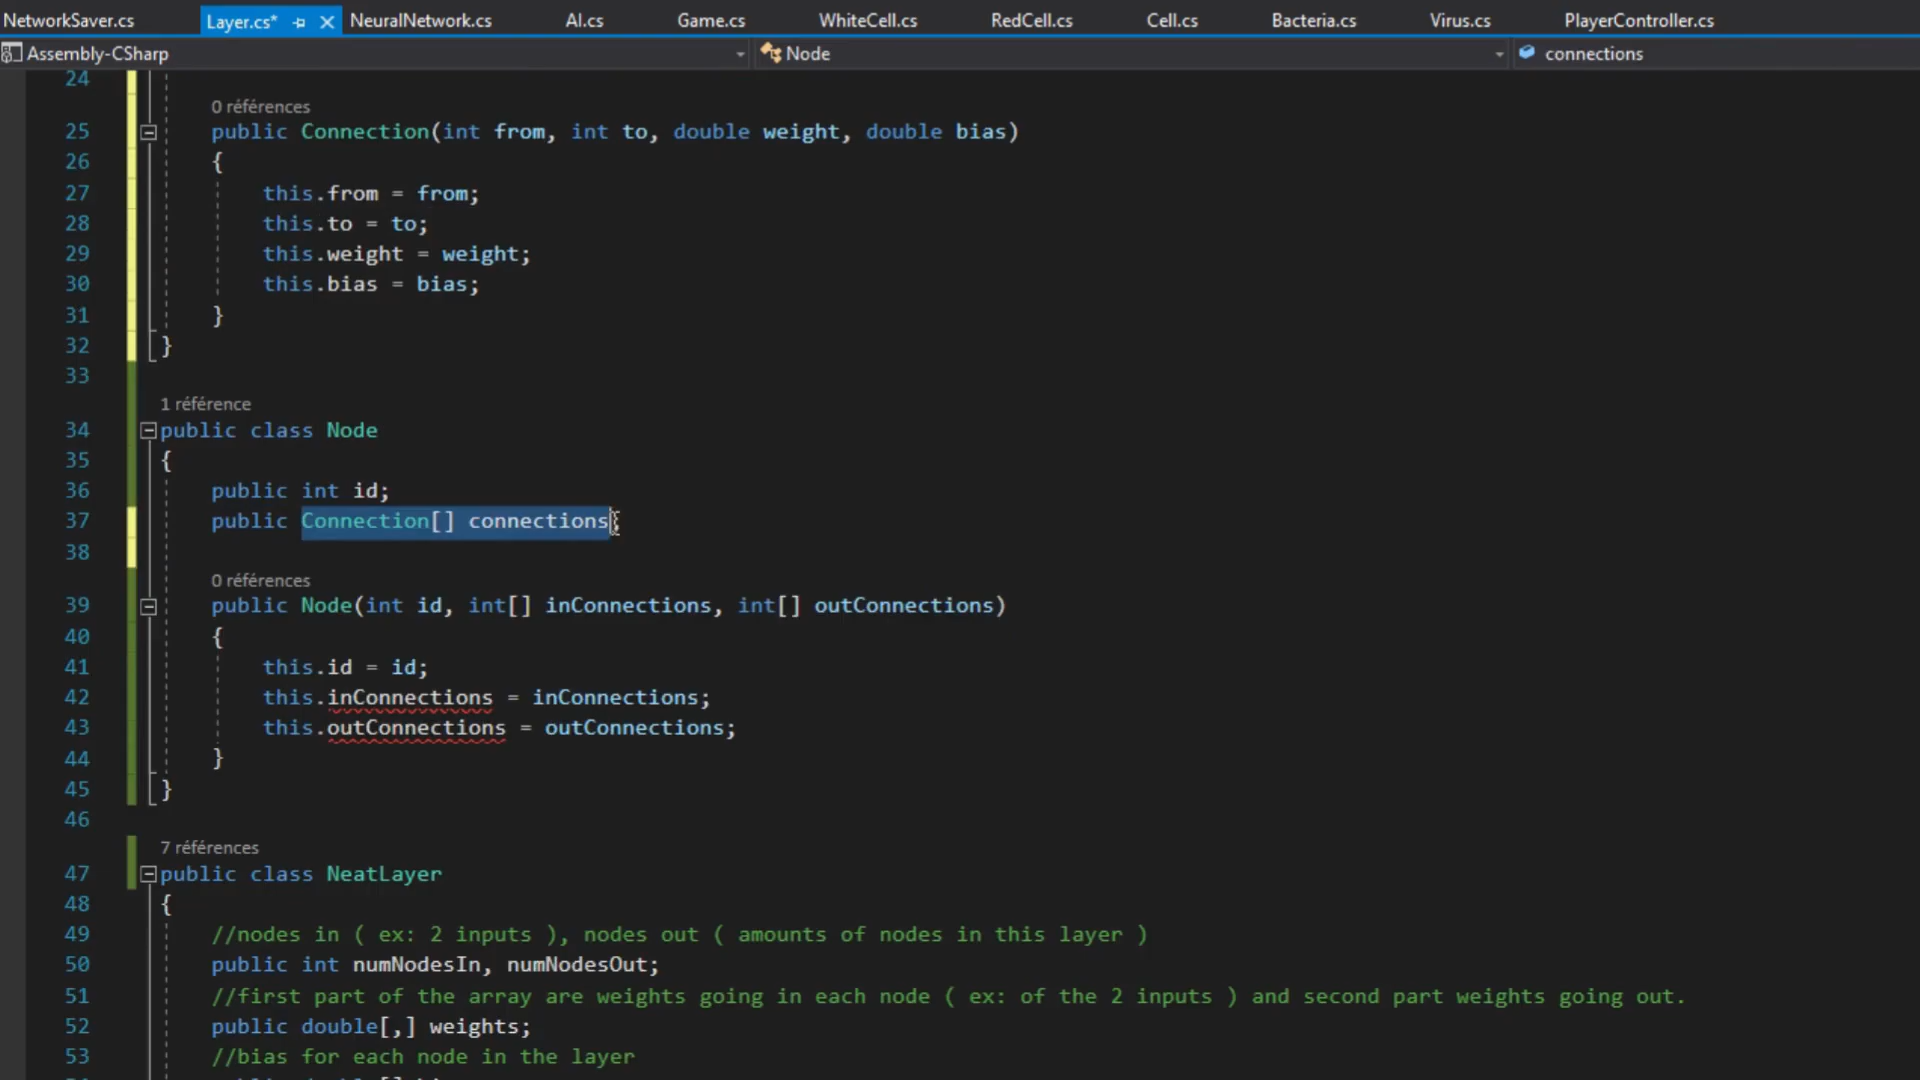 NetworkSaver.cs Layer.cs* NeuralNetwork.cs AI.cs Game.cs WhiteCell.cs RedCell.cs Cell.cs Bacteria.cs Virus.cs PlayerController.cs
Assembly-CSharp Node connections
24
0 références
25 public Connection(int from, int to, double weight, double bias)
26 {
27 this.from = from;
28 this.to = to;
29 this.weight = weight;
30 this.bias = bias;
31 }
32 }
33
1 référence
34 public class Node
35 {
36 public int id;
37 public Connection[] connections;
38
0 références
39 public Node(int id, int[] inConnections, int[] outConnections)
40 {
41 this.id = id;
42 this.inConnections = inConnections;
43 this.outConnections = outConnections;
44 }
45 }
46
7 références
47 public class NeatLayer
48 {
49 //nodes in ( ex: 2 inputs ), nodes out ( amounts of nodes in this layer )
50 public int numNodesIn, numNodesOut;
51 //first part of the array are weights going in each node ( ex: of the 2 inputs ) and second part weights going out.
52 public double[,] weights;
53 //bias for each node in the layer